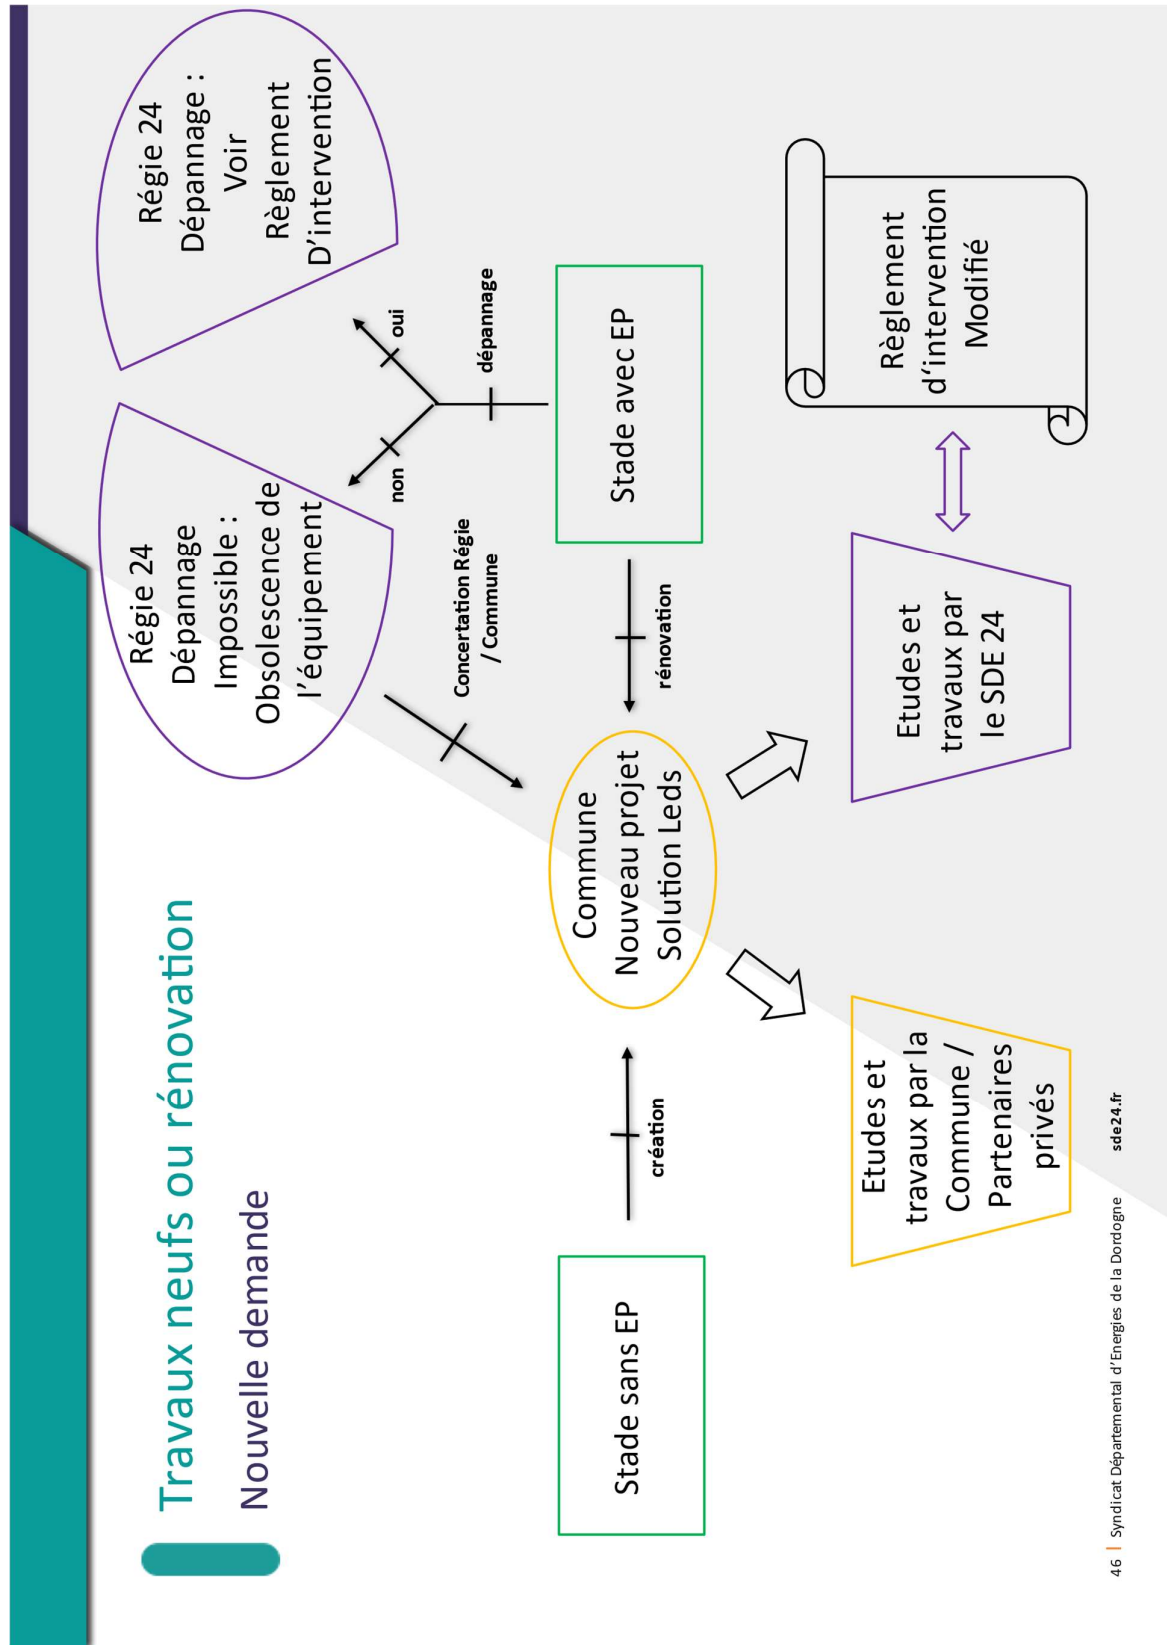 Travaux neufs ou rénovation
Nouvelle demande
Régie 24
Dépannage
Impossible :
Obsolescence de
l'équipement
Régie 24
Dépannage :
Voir
Règlement
D'intervention
non
oui
Concertation Régie
/ Commune
dépannage
Stade sans EP
création
Commune
Nouveau projet
Solution Leds
rénovation
Stade avec EP
Etudes et
travaux par la
Commune /
Partenaires
privés
Etudes et
travaux par
le SDE 24
Règlement
d'intervention
Modifié
46 | Syndicat Départemental d'Energies de la Dordogne sde24.fr